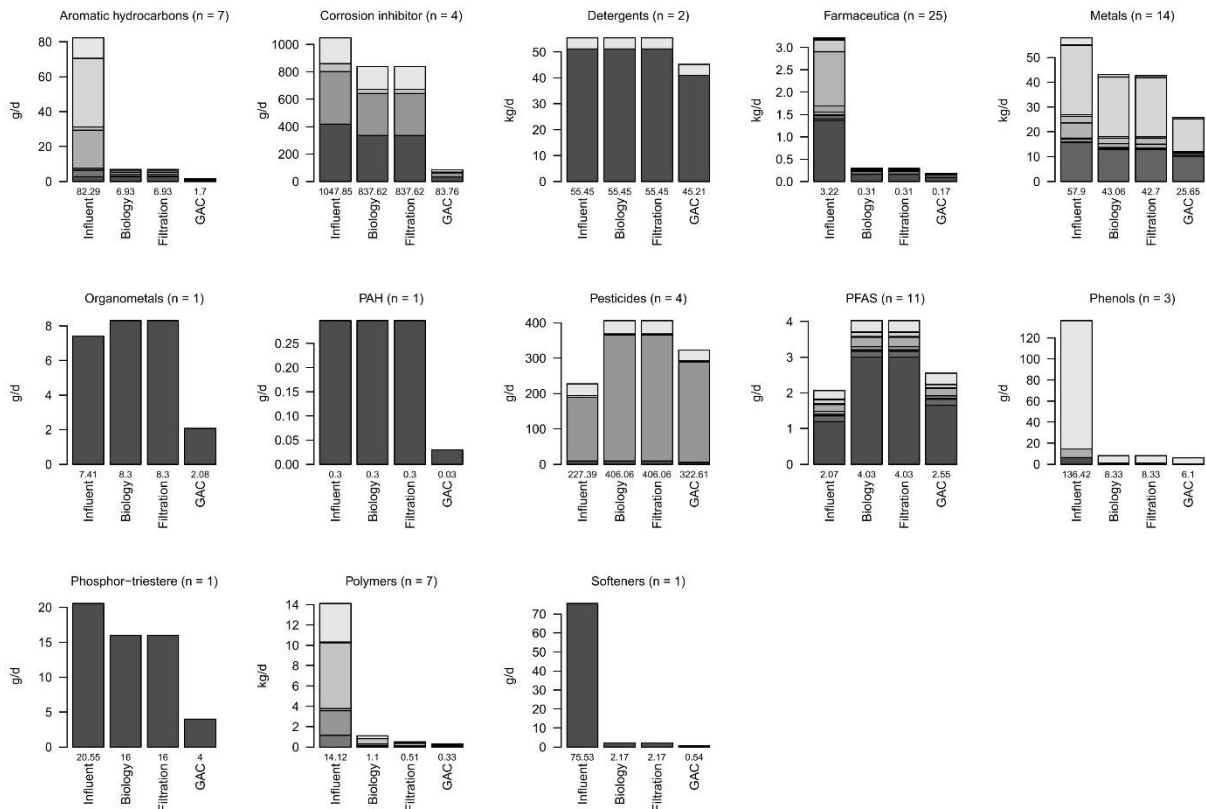 Aromatic hydrocarbons (n = 7)
g/d
80
60
40
20
0
82.29 6.93 6.93 1.7
Influent Biology Filtration GAC
Corrosion inhibitor (n = 4)
g/d
1000
800
600
400
200
0
1047.85 837.62 837.62 83.76
Influent Biology Filtration GAC
Detergents (n = 2)
kg/d
50
40
30
20
10
0
55.45 55.45 55.45 45.21
Influent Biology Filtration GAC
Farmaceutica (n = 25)
g/d
3.0
2.5
2.0
1.5
1.0
0.5
0.0
3.22 0.31 0.31 0.17
Influent Biology Filtration GAC
Metals (n = 14)
kg/d
50
40
30
20
10
0
57.9 43.06 42.7 25.65
Influent Biology Filtration GAC
Organometals (n = 1)
g/d
8
6
4
2
0
7.41 8.3 8.3 2.08
Influent Biology Filtration GAC
PAH (n = 1)
g/d
0.25
0.20
0.15
0.10
0.05
0.00
0.3 0.3 0.3 0.03
Influent Biology Filtration GAC
Pesticides (n = 4)
g/d
400
300
200
100
0
227.39 406.06 406.06 322.61
Influent Biology Filtration GAC
PFAS (n = 11)
g/d
4
3
2
1
0
2.07 4.03 4.03 2.55
Influent Biology Filtration GAC
Phenols (n = 3)
g/d
120
100
80
60
40
20
0
136.42 8.33 8.33 6.1
Influent Biology Filtration GAC
Phosphor−triestere (n = 1)
g/d
20
15
10
5
0
20.55 16 16 4
Influent Biology Filtration GAC
Polymers (n = 7)
kg/d
14
12
10
8
6
4
2
0
14.12 1.1 0.51 0.33
Influent Biology Filtration GAC
Softeners (n = 1)
g/d
70
60
50
40
30
20
10
0
75.53 2.17 2.17 0.54
Influent Biology Filtration GAC